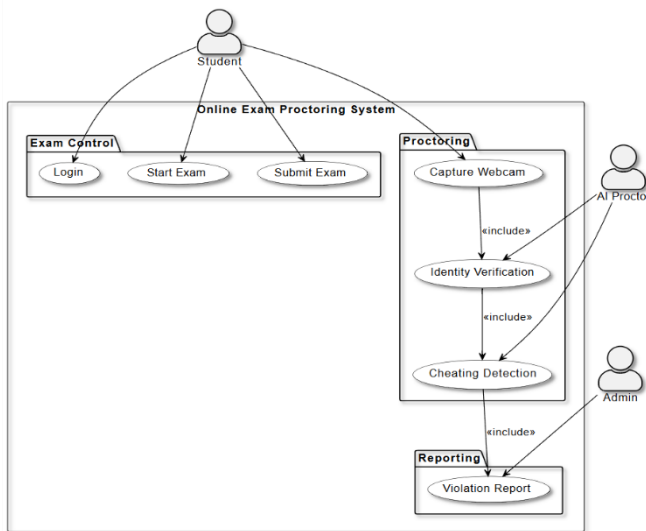 Student
Online Exam Proctoring System
Exam Control
Login
Start Exam
Submit Exam
Proctoring
Capture Webcam
«include»
Identity Verification
«include»
Cheating Detection
AI Procto
Admin
«include»
Reporting
Violation Report